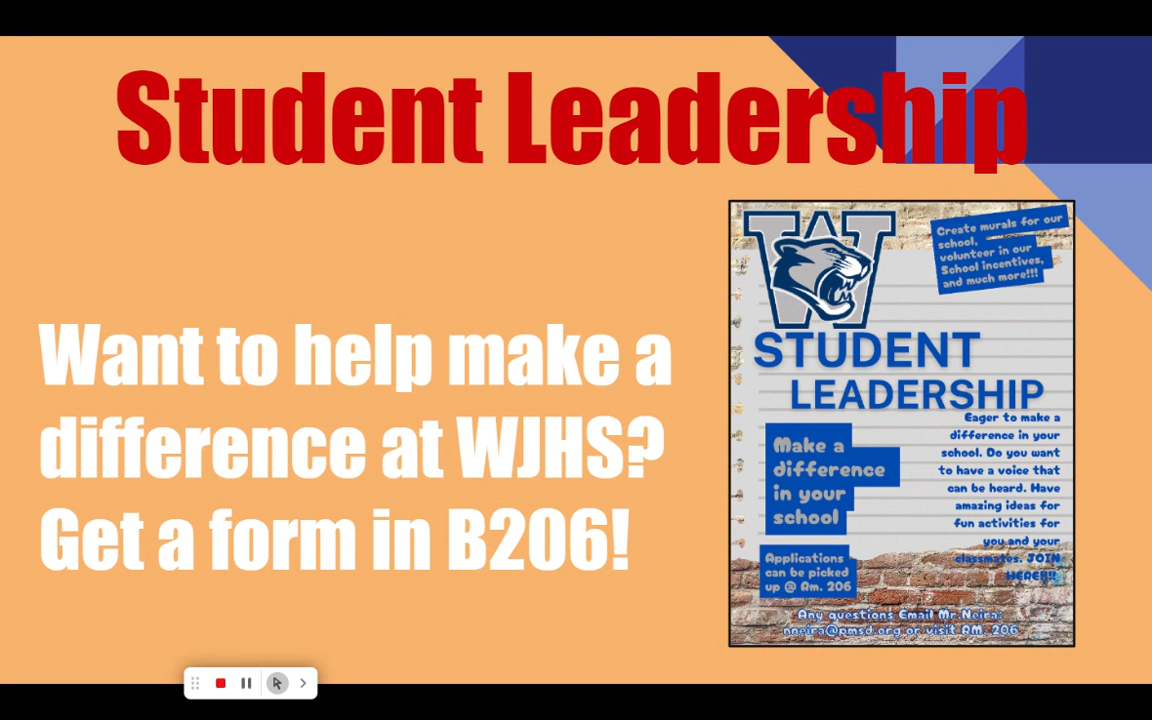 Student Leadership
Want to help make a
difference at WJHS?
Get a form in B206!
W
Create murals for our
school,
volunteer in our
School incentives,
and much more!!!
STUDENT
LEADERSHIP
Eager to make a
difference in your
school. Do you want
to have a voice that
can be heard. Have
amazing ideas for
fun activities for
you and your
classmates. JOIN
HERE!!!
Make a
difference
in your
school
Applications
can be picked
up @ Rm. 206
Any questions Email Mr. Neira:
nneira@pmsd.org or visit RM. 206